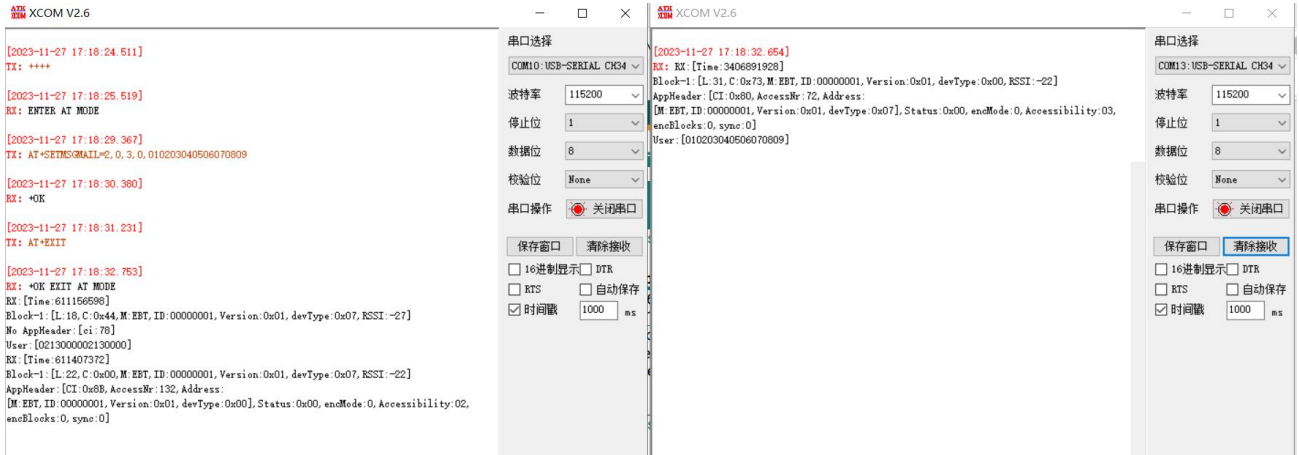 ATK XCOM XCOM V2.6
[2023-11-27 17:18:24.511]
TX: ++++
[2023-11-27 17:18:25.519]
RX: ENTER AT MODE
[2023-11-27 17:18:29.367]
TX: AT+SETMSGMAIL=2,0,3,0,010203040506070809
[2023-11-27 17:18:30.380]
RX: +OK
[2023-11-27 17:18:31.231]
TX: AT+EXIT
[2023-11-27 17:18:32.753]
RX: +OK EXIT AT MODE
RX:[Time:611156598]
Block-1:[L:18,C:0x44,M:EBT,ID:00000001,Version:0x01,devType:0x07,RSSI:-27]
No AppHeader:[ci:78]
User:[0213000002130000]
RX:[Time:611407372]
Block-1:[L:22,C:0x00,M:EBT,ID:00000001,Version:0x01,devType:0x07,RSSI:-22]
AppHeader:[CI:0x8B,AccessNr:132,Address:
[M:EBT,ID:00000001,Version:0x01,devType:0x00],Status:0x00,encMode:0,Accessibility:02,
encBlocks:0,sync:0]
串口选择
COM10:USB-SERIAL CH34
波特率 115200
停止位 1
数据位 8
校验位 None
串口操作 关闭串口
保存窗口 清除接收
16进制显示 DTR
RTS 自动保存
时间戳 1000 ms
ATK XCOM XCOM V2.6
[2023-11-27 17:18:32.654]
RX: RX:[Time:3406891928]
Block-1:[L:31,C:0x73,M:EBT,ID:00000001,Version:0x01,devType:0x00,RSSI:-22]
AppHeader:[CI:0x80,AccessNr:72,Address:
[M:EBT,ID:00000001,Version:0x01,devType:0x07],Status:0x00,encMode:0,Accessibility:03,
encBlocks:0,sync:0]
User:[010203040506070809]
串口选择
COM13:USB-SERIAL CH34
波特率 115200
停止位 1
数据位 8
校验位 None
串口操作 关闭串口
保存窗口 清除接收
16进制显示 DTR
RTS 自动保存
时间戳 1000 ms